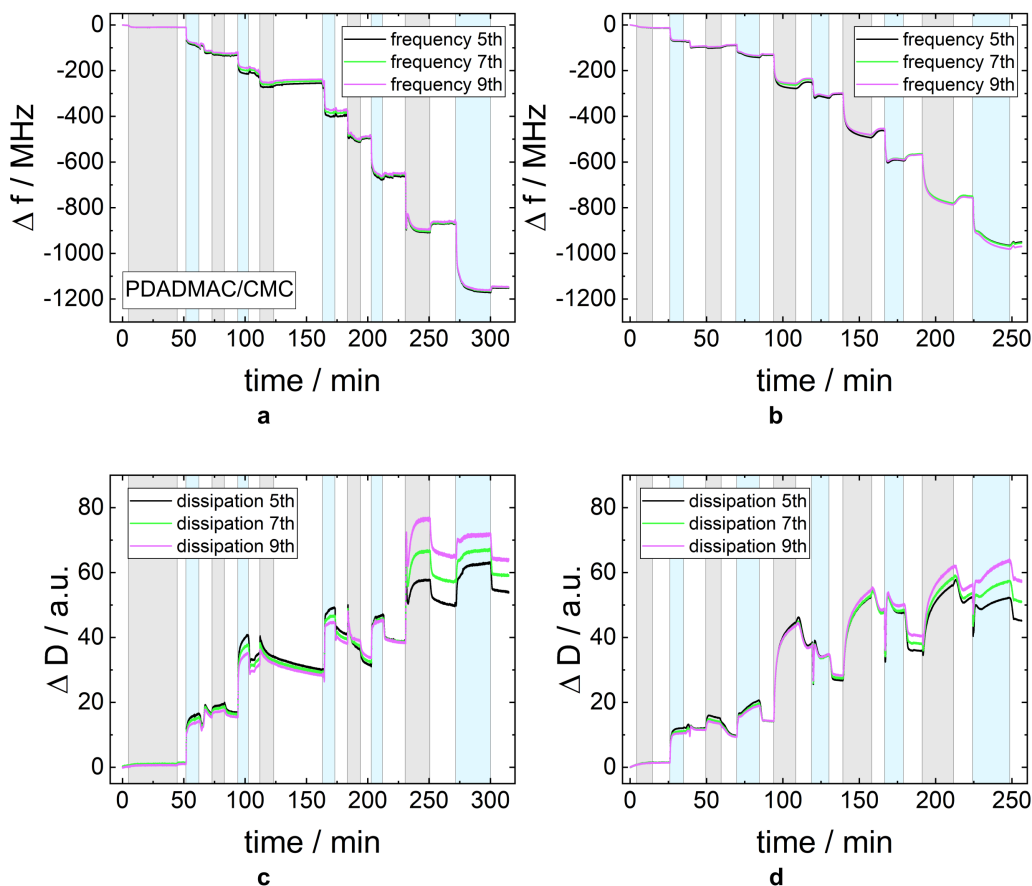 0
-200
-400
-600
-800
-1000
-1200
Δ f / MHz
frequency 5th
frequency 7th
frequency 9th
PDADMAC/CMC
0 50 100 150 200 250 300
time / min
a
0
-200
-400
-600
-800
-1000
-1200
Δ f / MHz
frequency 5th
frequency 7th
frequency 9th
0 50 100 150 200 250
time / min
b
80
60
40
20
0
Δ D / a.u.
dissipation 5th
dissipation 7th
dissipation 9th
0 50 100 150 200 250 300
time / min
c
80
60
40
20
0
Δ D / a.u.
dissipation 5th
dissipation 7th
dissipation 9th
0 50 100 150 200 250
time / min
d